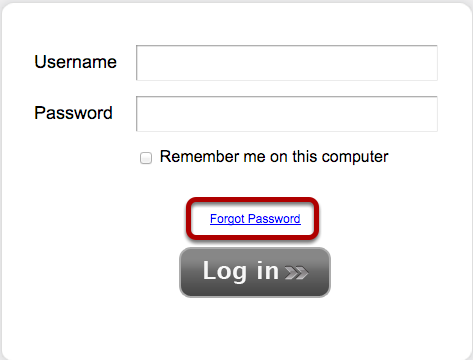 Username
Password
Remember me on this computer
Forgot Password
Log in